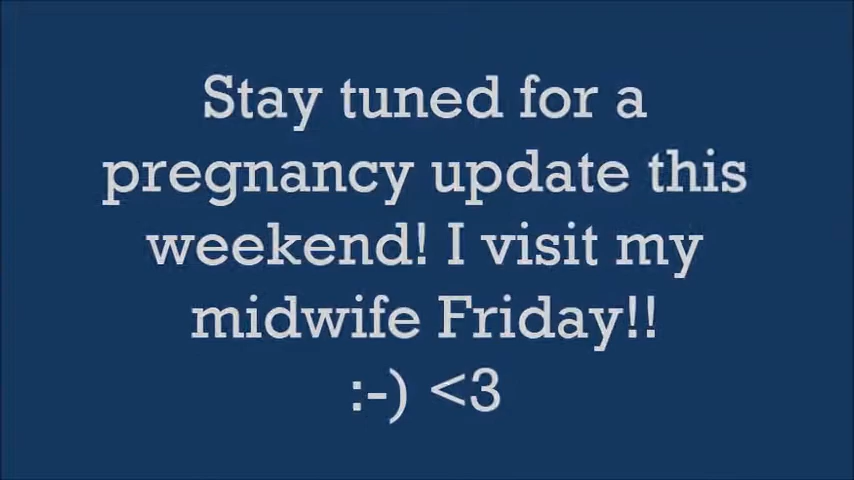 Stay tuned for a
pregnancy update this
weekend! I visit my
midwife Friday!!
:-) <3